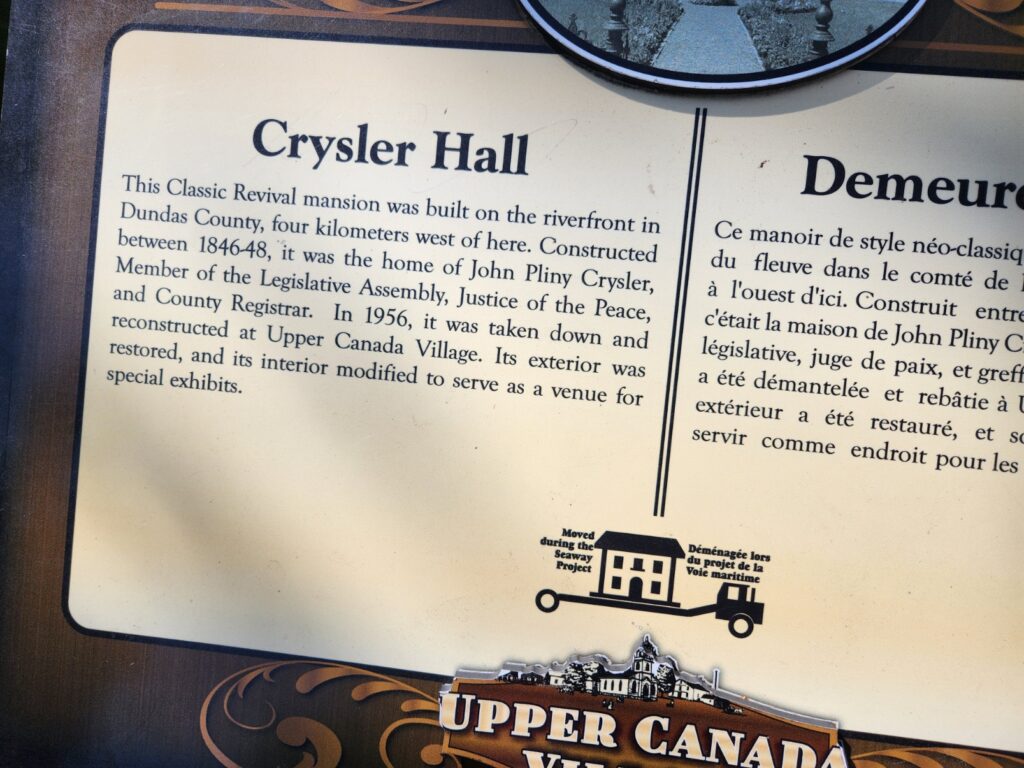 Crysler Hall
This Classic Revival mansion was built on the riverfront in
Dundas County, four kilometers west of here. Constructed
between 1846-48, it was the home of John Pliny Crysler,
Member of the Legislative Assembly, Justice of the Peace,
and County Registrar. In 1956, it was taken down and
reconstructed at Upper Canada Village. Its exterior was
restored, and its interior modified to serve as a venue for
special exhibits.
Ce manoir de style
du fleuve dans le comté de
à l'ouest d'ici. Construit
c'était la maison de John Pliny
législative, juge de paix, et
a été démantelée et rebâtie à
extérieur a été restauré, et
servir comme endroit pour les
Moved
during the
Seaway
Project
Déménagée lors
du projet de la
Voie maritime
UPPER CANADA